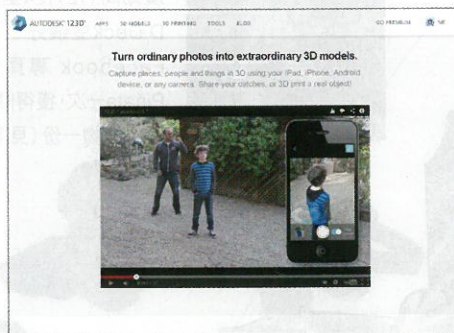 AUTODESK® 123D® APPS 3D MODELS 3D PRINTING TOOLS BLOG GO PREMIUM ME
Turn ordinary photos into extraordinary 3D models.
Capture places, people and things in 3D using your iPad, iPhone, Android
device, or any camera. Share your catches, or 3D print a real object!